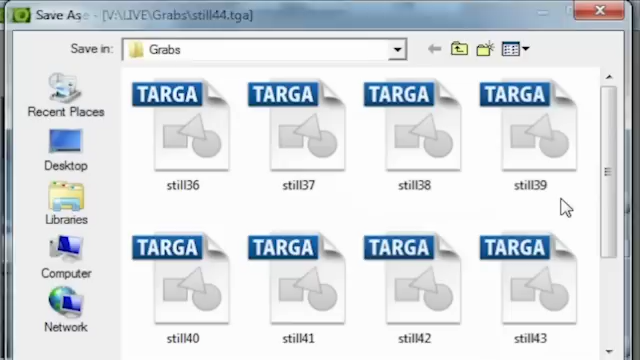 Save As - [V:\LIVE\Grabs\still44.tga]
Save in: Grabs
TARGA TARGA TARGA TARGA
Recent Places
Desktop
still36 still37 still38 still39
Libraries
TARGA TARGA TARGA TARGA
Computer
Network
still40 still41 still42 still43